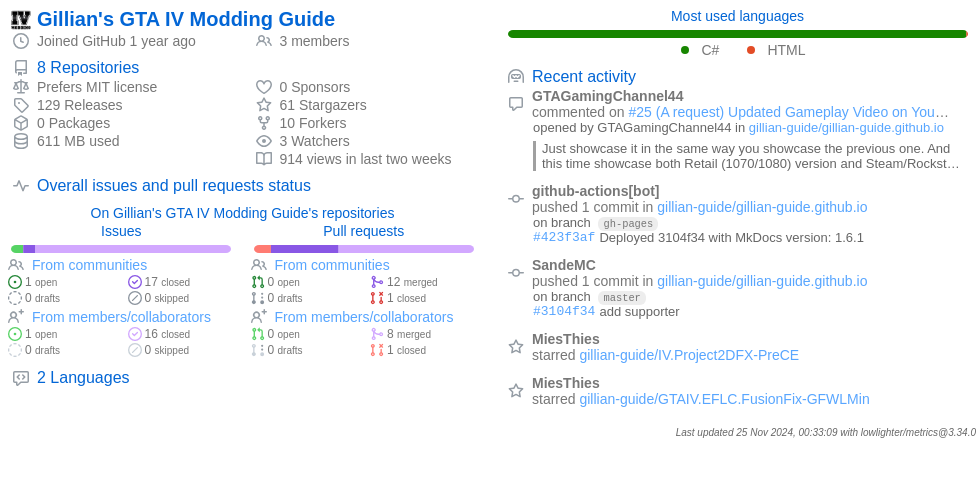 Gillian's GTA IV Modding Guide
Joined GitHub 1 year ago
3 members
8 Repositories
Prefers MIT license
129 Releases
0 Packages
611 MB used
0 Sponsors
61 Stargazers
10 Forkers
3 Watchers
914 views in last two weeks
Overall issues and pull requests status
On Gillian's GTA IV Modding Guide's repositories
Issues
From communities
1 open
17 closed
0 drafts
0 skipped
From members/collaborators
1 open
16 closed
0 drafts
0 skipped
Pull requests
From communities
0 open
12 merged
0 drafts
1 closed
From members/collaborators
0 open
8 merged
0 drafts
1 closed
2 Languages
Most used languages
C#
HTML
Recent activity
GTAGamingChannel44
commented on #25 (A request) Updated Gameplay Video on You…
opened by GTAGamingChannel44 in gillian-guide/gillian-guide.github.io
Just showcase it in the same way you showcase the previous one. And
this time showcase both Retail (1070/1080) version and Steam/Rockst…
github-actions[bot]
pushed 1 commit in gillian-guide/gillian-guide.github.io
on branch gh-pages
#423f3af Deployed 3104f34 with MkDocs version: 1.6.1
SandeMC
pushed 1 commit in gillian-guide/gillian-guide.github.io
on branch master
#3104f34 add supporter
MiesThies
starred gillian-guide/IV.Project2DFX-PreCE
MiesThies
starred gillian-guide/GTAIV.EFLC.FusionFix-GFWLMin
Last updated 25 Nov 2024, 00:33:09 with lowlighter/metrics@3.34.0